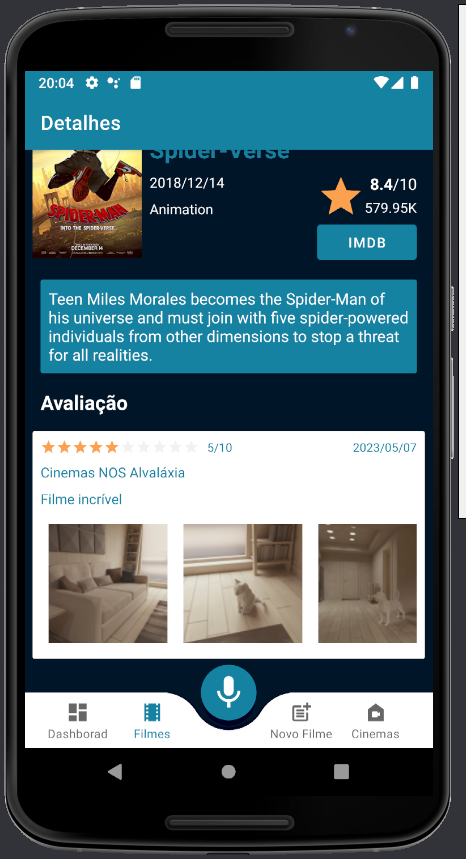 20:04
Detalhes
Spider-Verse
2018/12/14
8.4/10
Animation
579.95K
SPIDER-MAN
INTO THE SPIDER-VERSE
DECEMBER 14
IMDB
Teen Miles Morales becomes the Spider-Man of
his universe and must join with five spider-powered
individuals from other dimensions to stop a threat
for all realities.
Avaliação
5/10
2023/05/07
Cinemas NOS Alvaláxia
Filme incrível
Dashborad
Filmes
Novo Filme
Cinemas